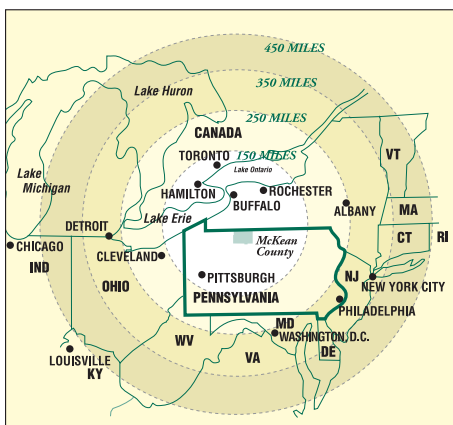 450 MILES
350 MILES
Lake Huron
250 MILES
CANADA
TORONTO
150 MILES
VT
Lake Ontario
Lake
Michigan
HAMILTON
ROCHESTER
BUFFALO
Lake Erie
ALBANY
MA
DETROIT
CT
RI
CHICAGO
McKean
County
CLEVELAND
IND
PITTSBURGH
NJ
OHIO
NEW YORK CITY
PENNSYLVANIA
PHILADELPHIA
MD
WV
WASHINGTON, D.C.
LOUISVILLE
VA
DE
KY